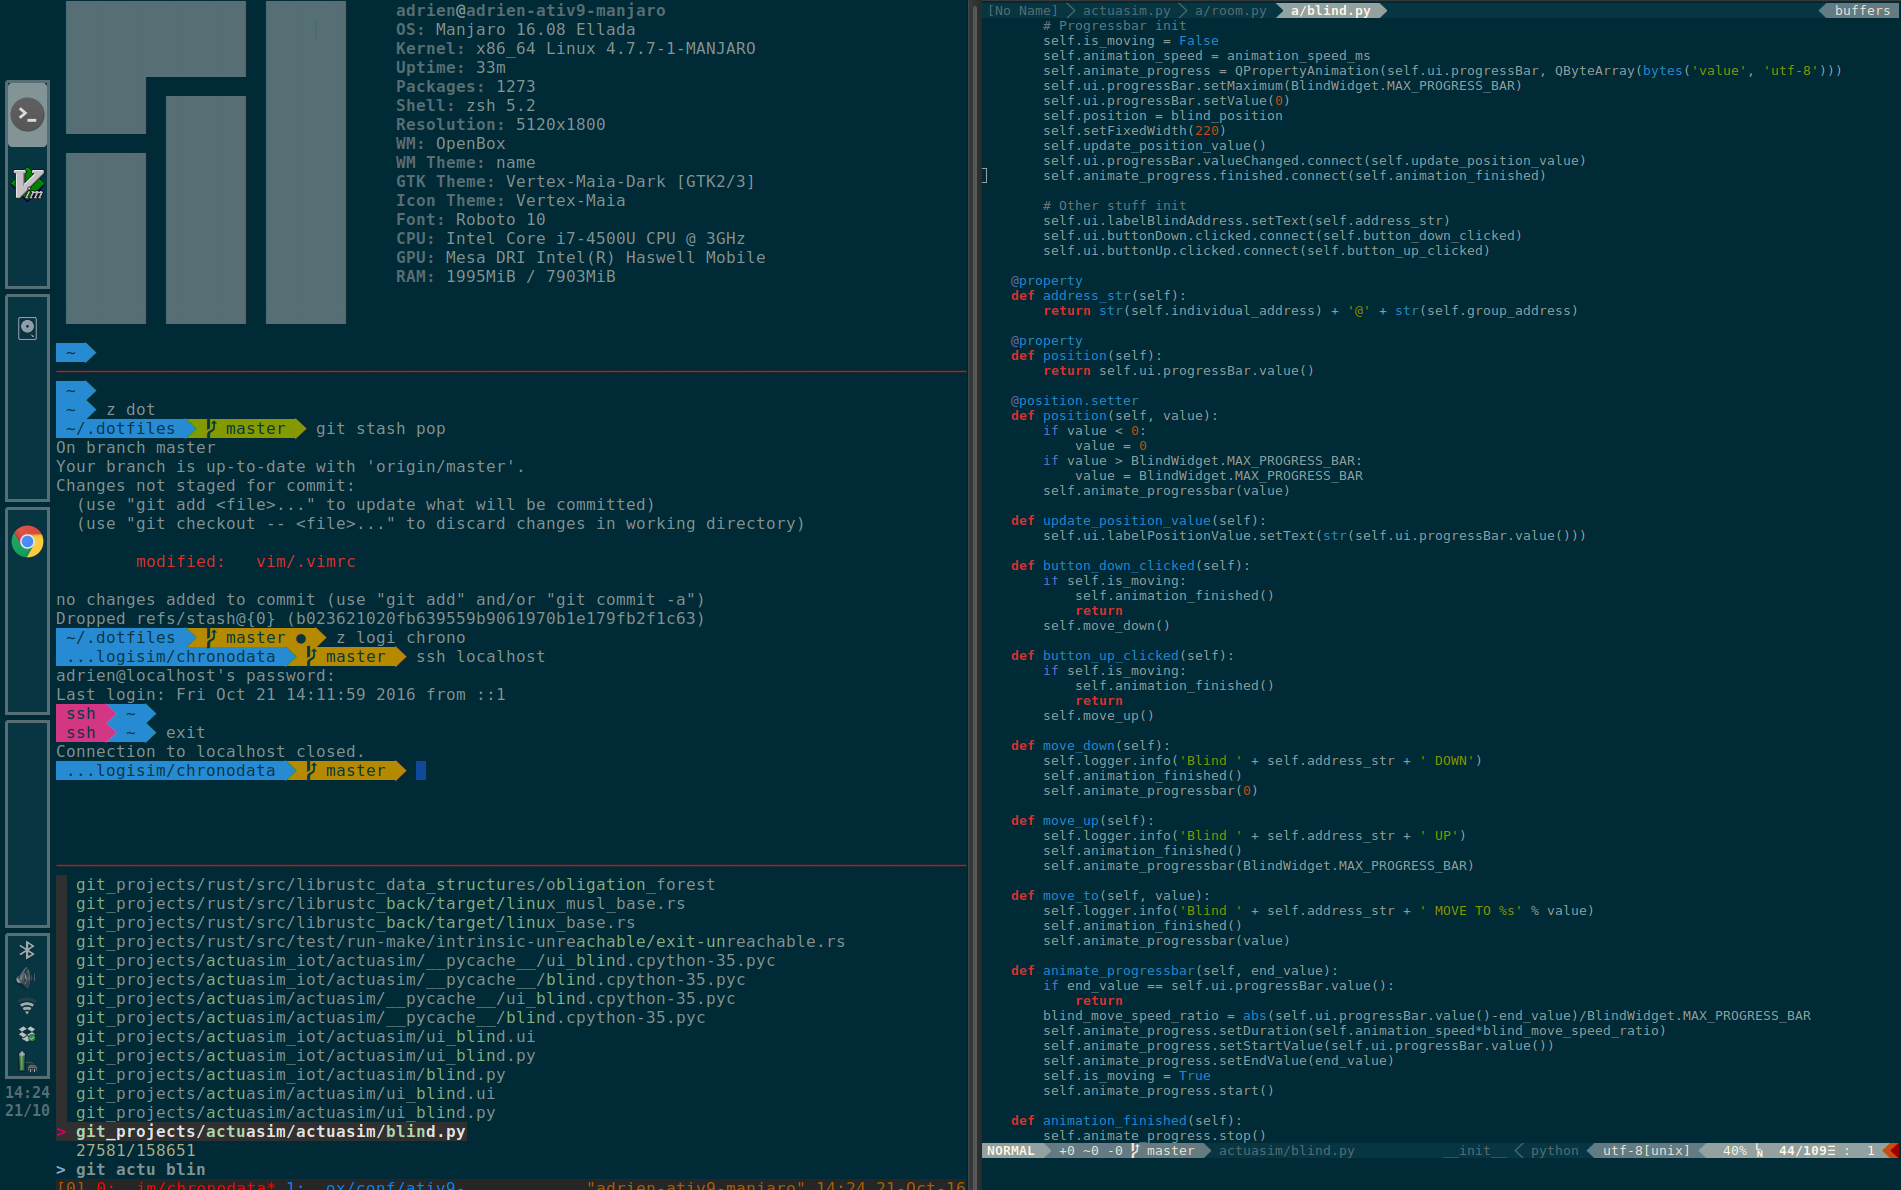 adrien@adrien-ativ9-manjaro
OS: Manjaro 16.08 Ellada
Kernel: x86_64 Linux 4.7.7-1-MANJARO
Uptime: 33m
Packages: 1273
Shell: zsh 5.2
Resolution: 5120x1800
WM: OpenBox
WM Theme: name
GTK Theme: Vertex-Maia-Dark [GTK2/3]
Icon Theme: Vertex-Maia
Font: Roboto 10
CPU: Intel Core i7-4500U CPU @ 3GHz
GPU: Mesa DRI Intel(R) Haswell Mobile
RAM: 1995MiB / 7903MiB
~
~
~ z dot
~/.dotfiles master git stash pop
On branch master
Your branch is up-to-date with 'origin/master'.
Changes not staged for commit:
(use "git add <file>..." to update what will be committed)
(use "git checkout -- <file>..." to discard changes in working directory)
modified: vim/.vimrc
no changes added to commit (use "git add" and/or "git commit -a")
Dropped refs/stash@{0} (b023621020fb639559b9061970b1e179fb2f1c63)
~/.dotfiles master ● z logi chrono
...logisim/chronodata master ssh localhost
adrien@localhost's password:
Last login: Fri Oct 21 14:11:59 2016 from ::1
ssh ~
ssh ~ exit
Connection to localhost closed.
...logisim/chronodata master
git_projects/rust/src/librustc_data_structures/obligation_forest
git_projects/rust/src/librustc_back/target/linux_musl_base.rs
git_projects/rust/src/librustc_back/target/linux_base.rs
git_projects/rust/src/test/run-make/intrinsic-unreachable/exit-unreachable.rs
git_projects/actuasim_iot/actuasim/__pycache__/ui_blind.cpython-35.pyc
git_projects/actuasim_iot/actuasim/__pycache__/blind.cpython-35.pyc
git_projects/actuasim/actuasim/__pycache__/ui_blind.cpython-35.pyc
git_projects/actuasim/actuasim/__pycache__/blind.cpython-35.pyc
git_projects/actuasim_iot/actuasim/ui_blind.ui
git_projects/actuasim_iot/actuasim/ui_blind.py
git_projects/actuasim_iot/actuasim/blind.py
git_projects/actuasim/actuasim/ui_blind.ui
git_projects/actuasim/actuasim/ui_blind.py
> git_projects/actuasim/actuasim/blind.py
27581/158651
> git actu blin
[0] 0:  im/chronodata* 1:  ox/conf/ativ9- "adrien-ativ9-manjaro" 14:24 21-Oct-16
14:24
21/10
Vim
[No Name] actuasim.py a/room.py a/blind.py buffers
# Progressbar init
self.is_moving = False
self.animation_speed = animation_speed_ms
self.animate_progress = QPropertyAnimation(self.ui.progressBar, QByteArray(bytes('value', 'utf-8')))
self.ui.progressBar.setMaximum(BlindWidget.MAX_PROGRESS_BAR)
self.ui.progressBar.setValue(0)
self.position = blind_position
self.setFixedWidth(220)
self.update_position_value()
self.ui.progressBar.valueChanged.connect(self.update_position_value)
self.animate_progress.finished.connect(self.animation_finished)
# Other stuff init
self.ui.labelBlindAddress.setText(self.address_str)
self.ui.buttonDown.clicked.connect(self.button_down_clicked)
self.ui.buttonUp.clicked.connect(self.button_up_clicked)
@property
def address_str(self):
return str(self.individual_address) + '@' + str(self.group_address)
@property
def position(self):
return self.ui.progressBar.value()
@position.setter
def position(self, value):
if value < 0:
value = 0
if value > BlindWidget.MAX_PROGRESS_BAR:
value = BlindWidget.MAX_PROGRESS_BAR
self.animate_progressbar(value)
def update_position_value(self):
self.ui.labelPositionValue.setText(str(self.ui.progressBar.value()))
def button_down_clicked(self):
if self.is_moving:
self.animation_finished()
return
self.move_down()
def button_up_clicked(self):
if self.is_moving:
self.animation_finished()
return
self.move_up()
def move_down(self):
self.logger.info('Blind ' + self.address_str + ' DOWN')
self.animation_finished()
self.animate_progressbar(0)
def move_up(self):
self.logger.info('Blind ' + self.address_str + ' UP')
self.animation_finished()
self.animate_progressbar(BlindWidget.MAX_PROGRESS_BAR)
def move_to(self, value):
self.logger.info('Blind ' + self.address_str + ' MOVE TO %s' % value)
self.animation_finished()
self.animate_progressbar(value)
def animate_progressbar(self, end_value):
if end_value == self.ui.progressBar.value():
return
blind_move_speed_ratio = abs(self.ui.progressBar.value()-end_value)/BlindWidget.MAX_PROGRESS_BAR
self.animate_progress.setDuration(self.animation_speed*blind_move_speed_ratio)
self.animate_progress.setStartValue(self.ui.progressBar.value())
self.animate_progress.setEndValue(end_value)
self.is_moving = True
self.animate_progress.start()
def animation_finished(self):
self.animate_progress.stop()
NORMAL +0 ~0 -0 master actuasim/blind.py __init__ python utf-8[unix] 40% 44/109 : 1